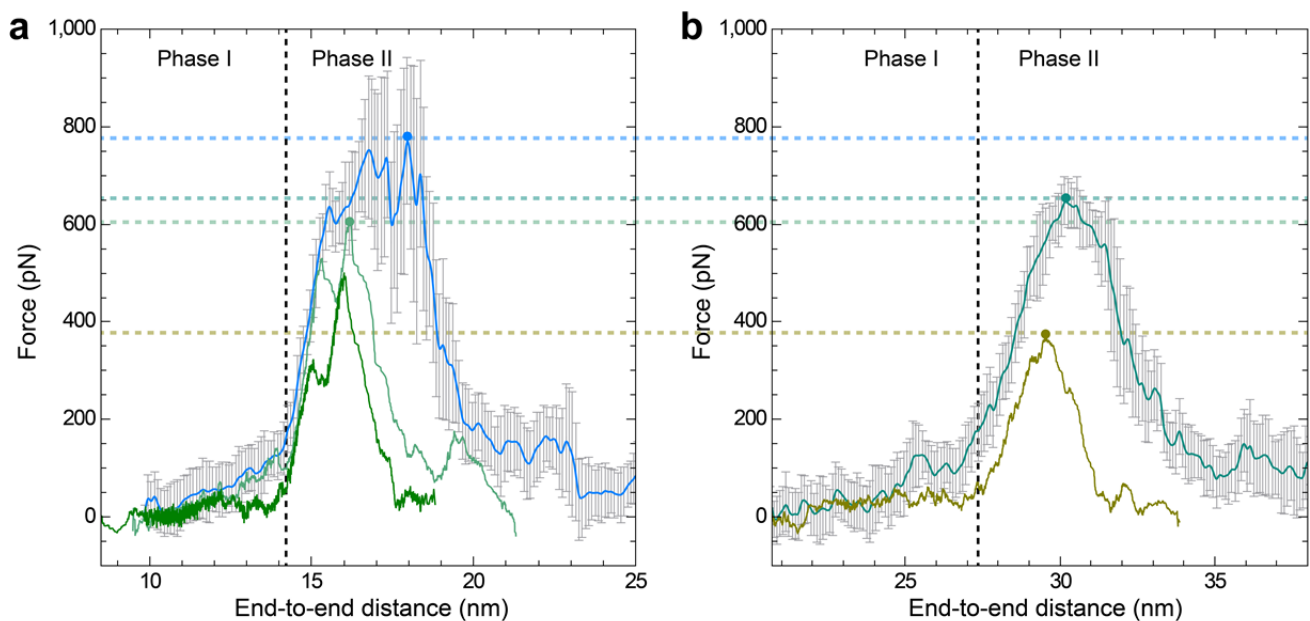 a
b
1,000
800
600
400
200
0
Phase I
Phase II
Force (pN)
10
15
20
25
End-to-end distance (nm)
1,000
800
600
400
200
0
Phase I
Phase II
Force (pN)
25
30
35
End-to-end distance (nm)